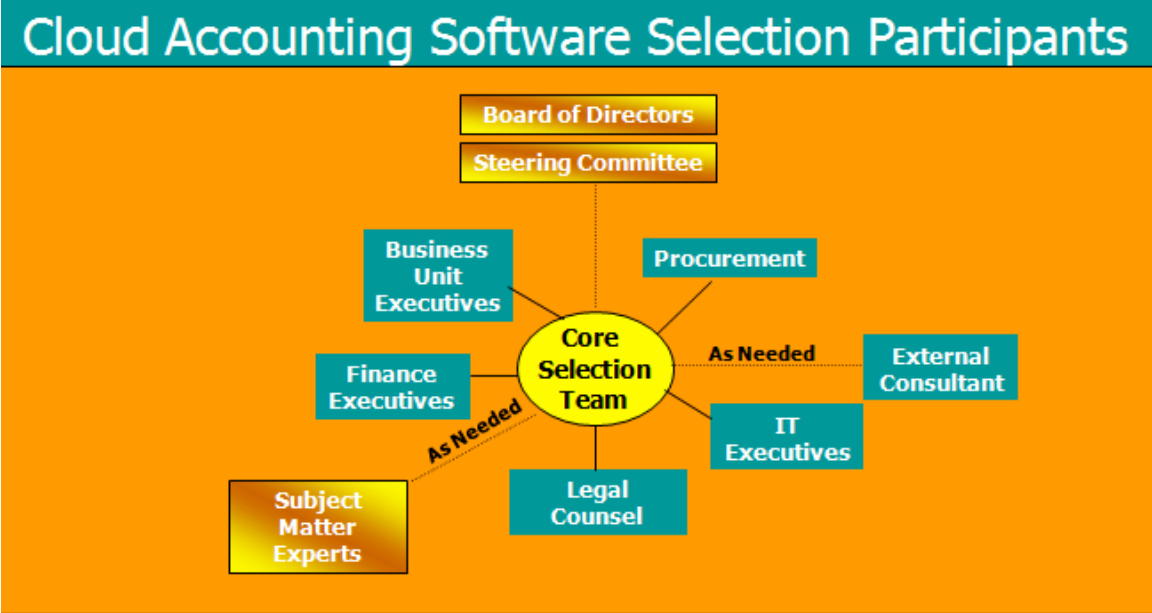 Cloud Accounting Software Selection Participants
Board of Directors
Steering Committee
Business
Unit
Executives
Procurement
Core
Selection
Team
As Needed
External
Consultant
Finance
Executives
As Needed
IT
Executives
Legal
Counsel
Subject
Matter
Experts